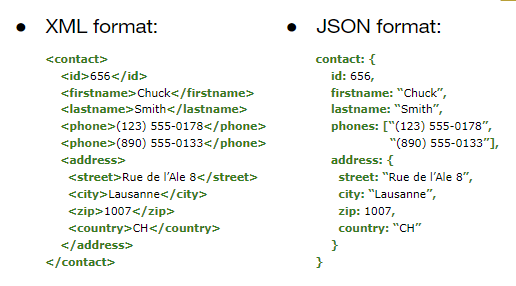 ● XML format:
<contact>
<id>656</id>
<firstname>Chuck</firstname>
<lastname>Smith</lastname>
<phone>(123) 555-0178</phone>
<phone>(890) 555-0133</phone>
<address>
<street>Rue de l’Ale 8</street>
<city>Lausanne</city>
<zip>1007</zip>
<country>CH</country>
</address>
</contact>
● JSON format:
contact: {
id: 656,
firstname: “Chuck”,
lastname: “Smith”,
phones: [“(123) 555-0178”,
“(890) 555-0133”],
address: {
street: “Rue de l’Ale 8”,
city: “Lausanne”,
zip: 1007,
country: “CH”
}
}